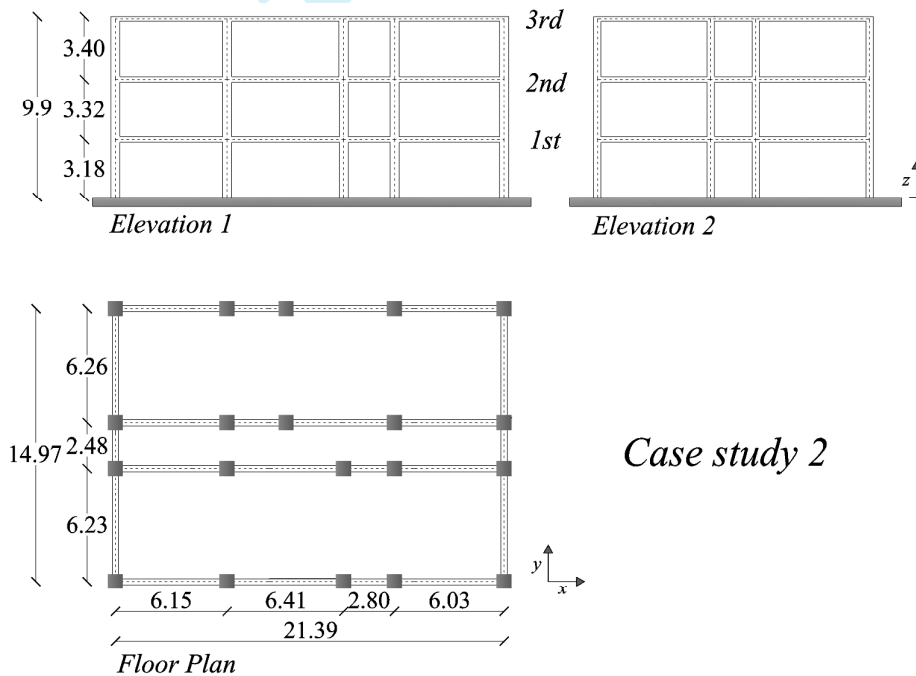 3rd
3.40
2nd
9.9
3.32
1st
3.18
z
Elevation 1
Elevation 2
6.26
14.97
2.48
Case study 2
6.23
y
x
6.15
6.41
2.80
6.03
21.39
Floor Plan